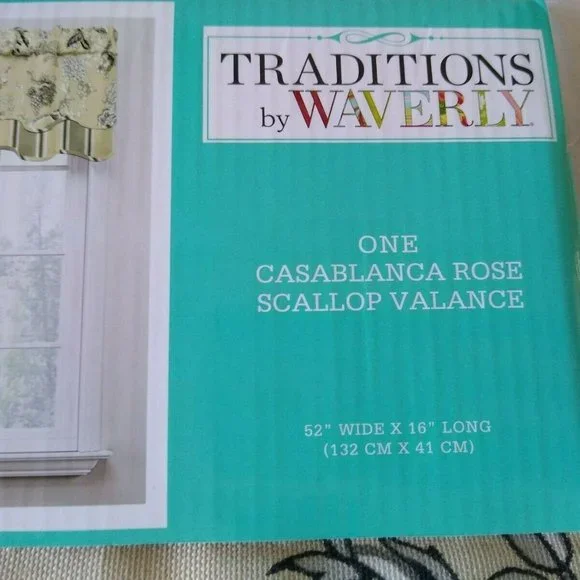 TRADITIONS
by WAVERLY
ONE
CASABLANCA ROSE
SCALLOP VALANCE
52" WIDE X 16" LONG
(132 CM X 41 CM)